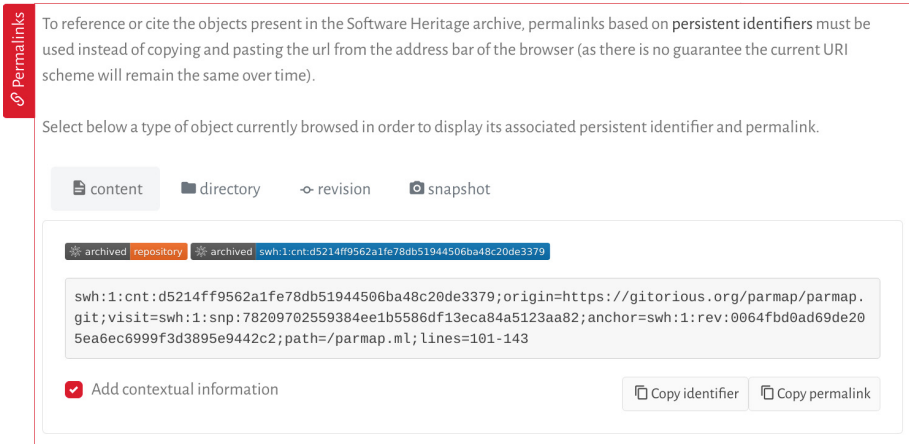 Permalinks
To reference or cite the objects present in the Software Heritage archive, permalinks based on persistent identifiers must be
used instead of copying and pasting the url from the address bar of the browser (as there is no guarantee the current URI
scheme will remain the same over time).
Select below a type of object currently browsed in order to display its associated persistent identifier and permalink.
content directory revision snapshot
archived repository archived swh:1:cnt:d5214ff9562a1fe78db51944506ba48c20de3379
swh:1:cnt:d5214ff9562a1fe78db51944506ba48c20de3379;origin=https://gitorious.org/parmap/parmap.
git;visit=swh:1:snp:78209702559384ee1b5586df13eca84a5123aa82;anchor=swh:1:rev:0064fbd0ad69de20
5ea6ec6999f3d3895e9442c2;path=/parmap.ml;lines=101-143
Add contextual information Copy identifier Copy permalink